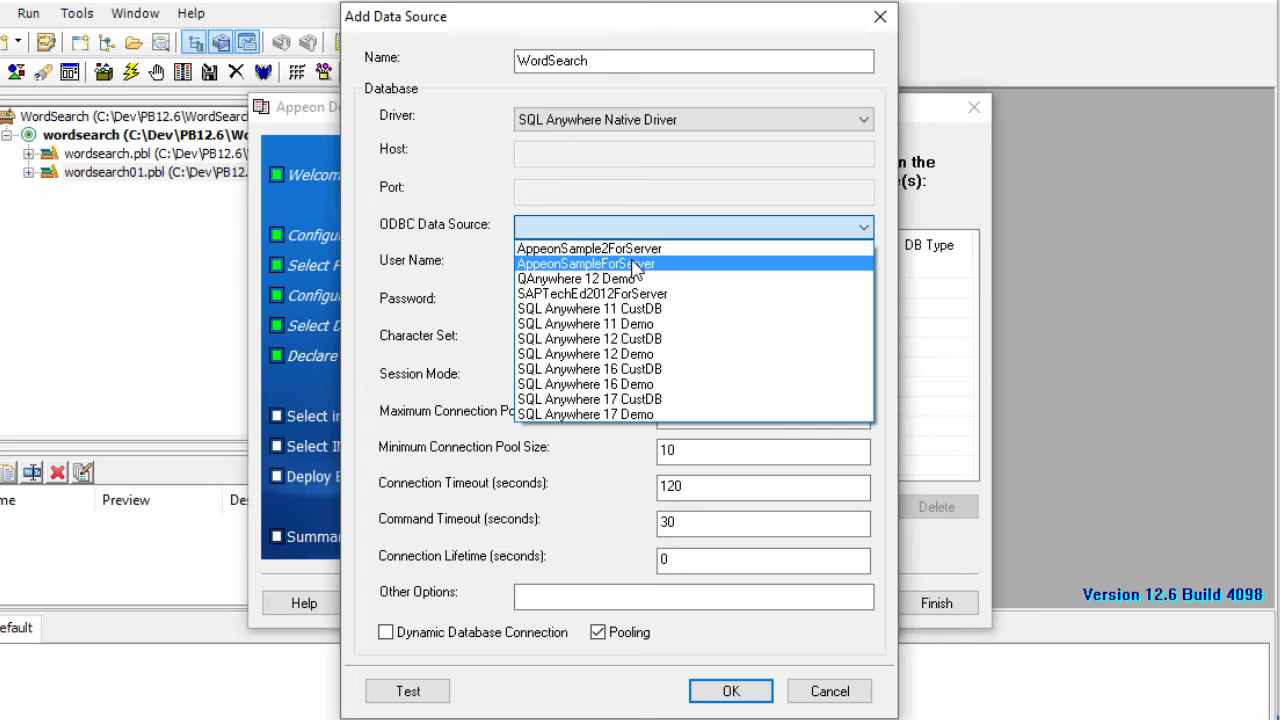 Run Tools Window Help
Add Data Source
Name: WordSearch
Database
Driver: SQL Anywhere Native Driver
Host:
Port:
ODBC Data Source:
AppeonSample2ForServer
AppeonSampleForServer
QAnywhere 12 Demo
SAPTechEd2012ForServer
SQL Anywhere 11 CustDB
SQL Anywhere 11 Demo
SQL Anywhere 12 CustDB
SQL Anywhere 12 Demo
SQL Anywhere 16 CustDB
SQL Anywhere 16 Demo
SQL Anywhere 17 CustDB
SQL Anywhere 17 Demo
User Name:
Password:
Character Set:
Session Mode:
Maximum Connection Po
Minimum Connection Pool Size: 10
Connection Timeout (seconds): 120
Command Timeout (seconds): 30
Connection Lifetime (seconds): 0
Other Options:
Dynamic Database Connection Pooling
Test OK Cancel
WordSearch (C:\Dev\PB12.6\Wo
wordsearch (C:\Dev\PB12.6\Wo
wordsearch.pbl (C:\Dev\PB12.6\
wordsearch01.pbl (C:\Dev\PB12.
me Preview Des
efault
Appeon De
Welcom
Configu
Select P
Configu
Select D
Declare
Select in
Select IN
Deploy E
Summa
Help
n the
e(s):
DB Type
Delete
Finish
Version 12.6 Build 4098